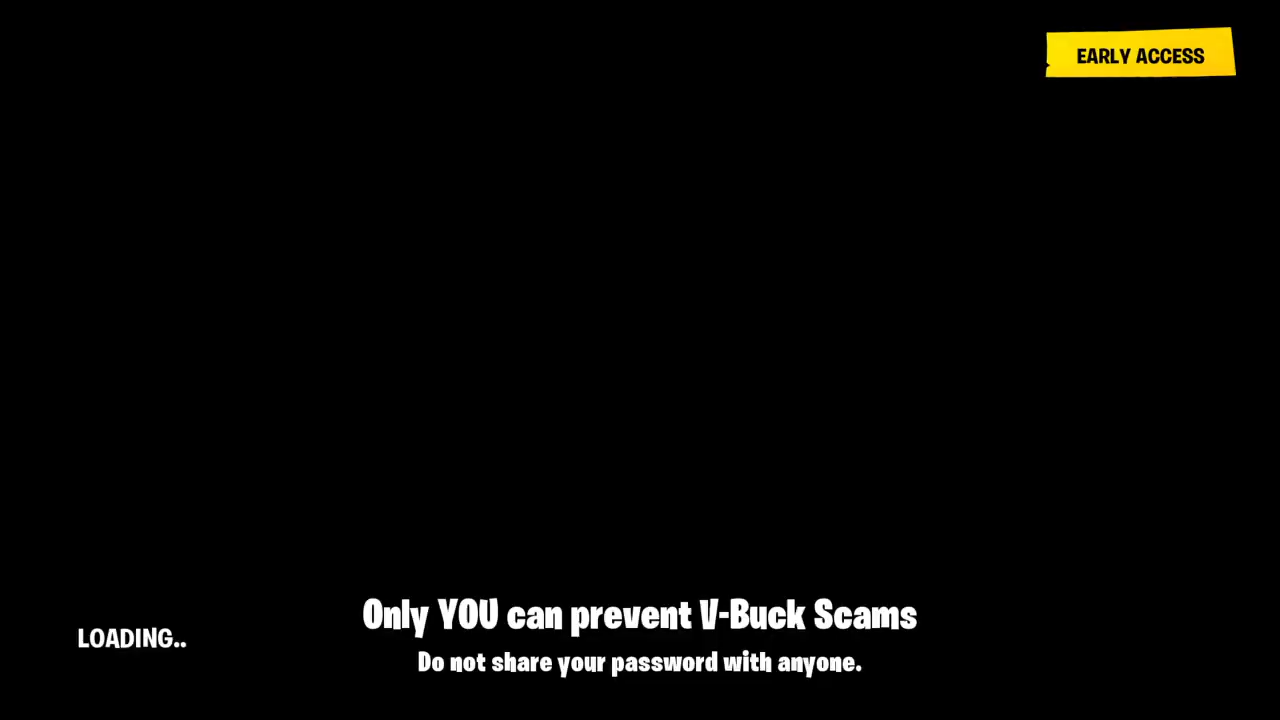 EARLY ACCESS
Only YOU can prevent V-Buck Scams
LOADING..
Do not share your password with anyone.